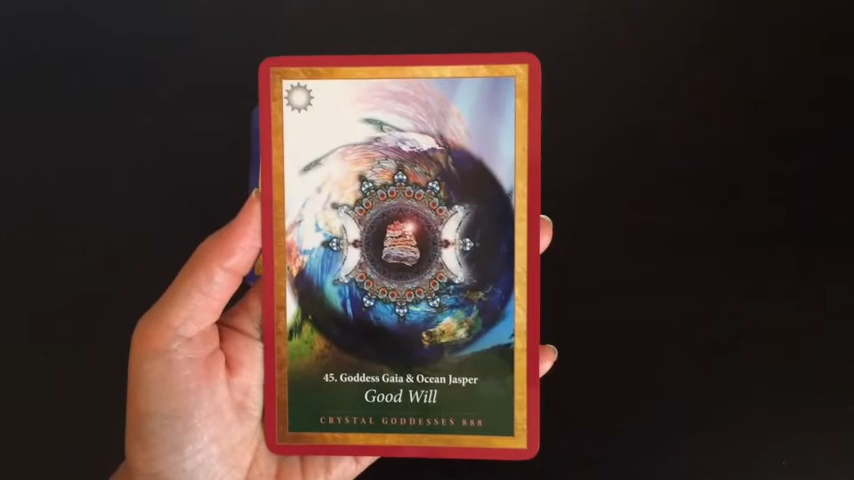 45. Goddess Gaia & Ocean Jasper
Good Will
CRYSTAL GODDESSES 888